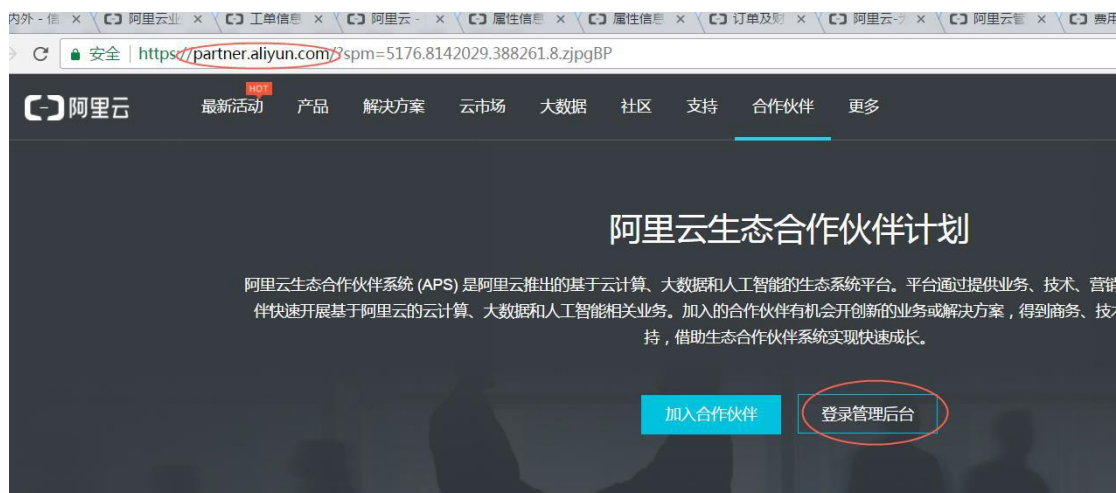 内外 - 信 阿里云业 工单信息 阿里云 - 属性信息 属性信息 订单及财 阿里云-大 阿里云管 费用
安全 | https://partner.aliyun.com/?spm=5176.8142029.388261.8.zjpgBP
HOT
阿里云 最新活动 产品 解决方案 云市场 大数据 社区 支持 合作伙伴 更多
阿里云生态合作伙伴计划
阿里云生态合作伙伴系统 (APS) 是阿里云推出的基于云计算、大数据和人工智能的生态系统平台。平台通过提供业务、技术、营销
伴快速开展基于阿里云的云计算、大数据和人工智能相关业务。加入的合作伙伴有机会开创新的业务或解决方案，得到商务、技
持，借助生态合作伙伴系统实现快速成长。
加入合作伙伴 登录管理后台